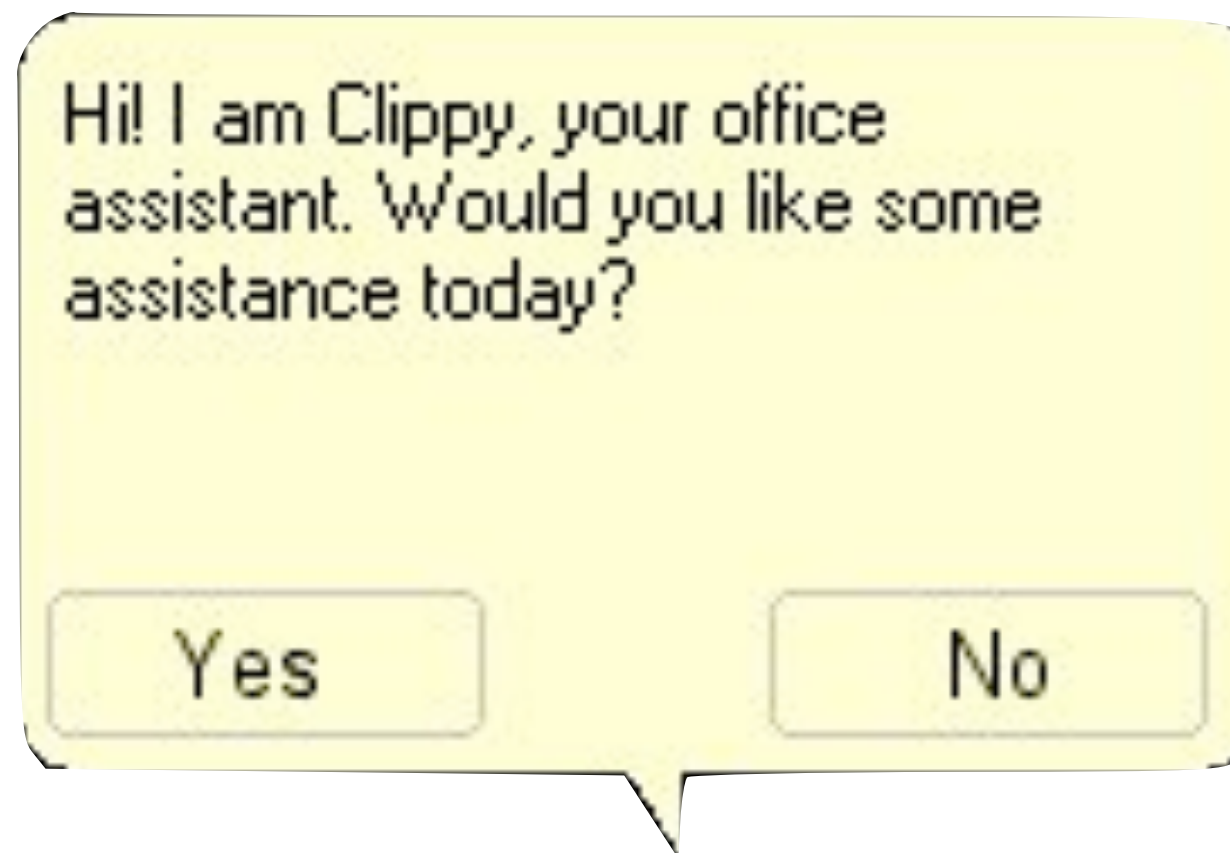 Hi! I am Clippy, your office
assistant. Would you like some
assistance today?
Yes
No